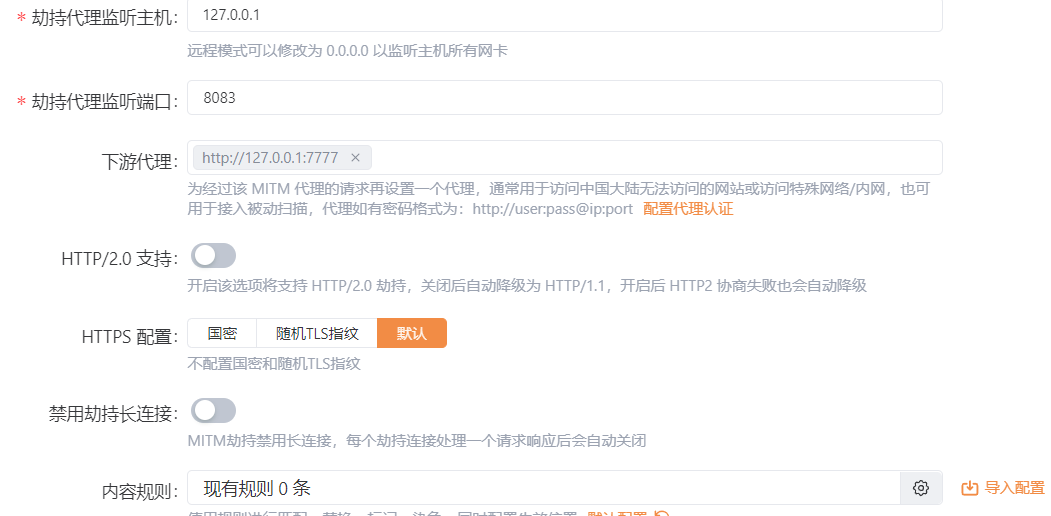 * 劫持代理监听主机: 127.0.0.1
远程模式可以修改为 0.0.0.0 以监听主机所有网卡
* 劫持代理监听端口: 8083
下游代理: http://127.0.0.1:7777 ×
为经过该 MITM 代理的请求再设置一个代理，通常用于访问中国大陆无法访问的网站或访问特殊网络/内网，也可
用于接入被动扫描，代理如有密码格式为：http://user:pass@ip:port 配置代理认证
HTTP/2.0 支持:
开启该选项将支持 HTTP/2.0 劫持，关闭后自动降级为 HTTP/1.1，开启后 HTTP2 协商失败也会自动降级
HTTPS 配置: 国密 随机TLS指纹 默认
不配置国密和随机TLS指纹
禁用劫持长连接:
MITM劫持禁用长连接，每个劫持连接处理一个请求响应后会自动关闭
内容规则: 现有规则 0 条 导入配置